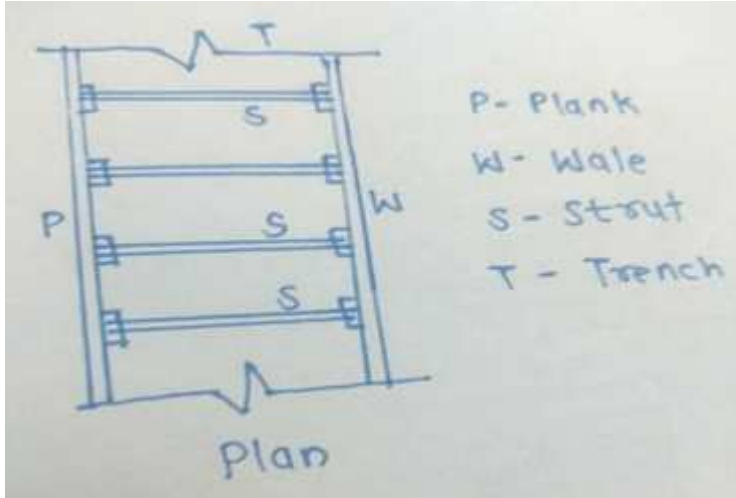 T
S
P
S
W
S
Plan
P- Plank
W- Wale
S - Strut
T - Trench